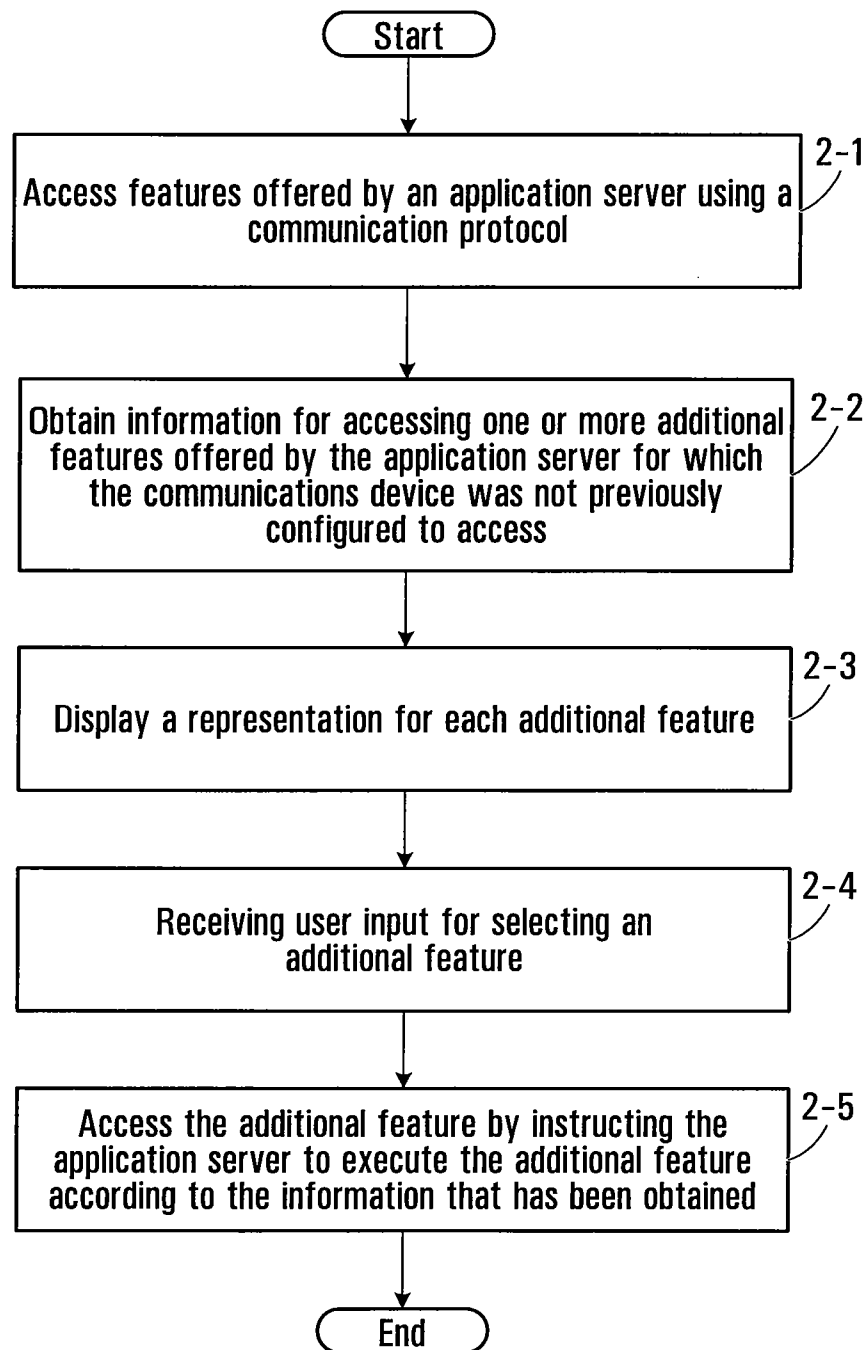 Start
2-1
Access features offered by an application server using a
communication protocol
2-2
Obtain information for accessing one or more additional
features offered by the application server for which
the communications device was not previously
configured to access
2-3
Display a representation for each additional feature
2-4
Receiving user input for selecting an
additional feature
2-5
Access the additional feature by instructing the
application server to execute the additional feature
according to the information that has been obtained
End